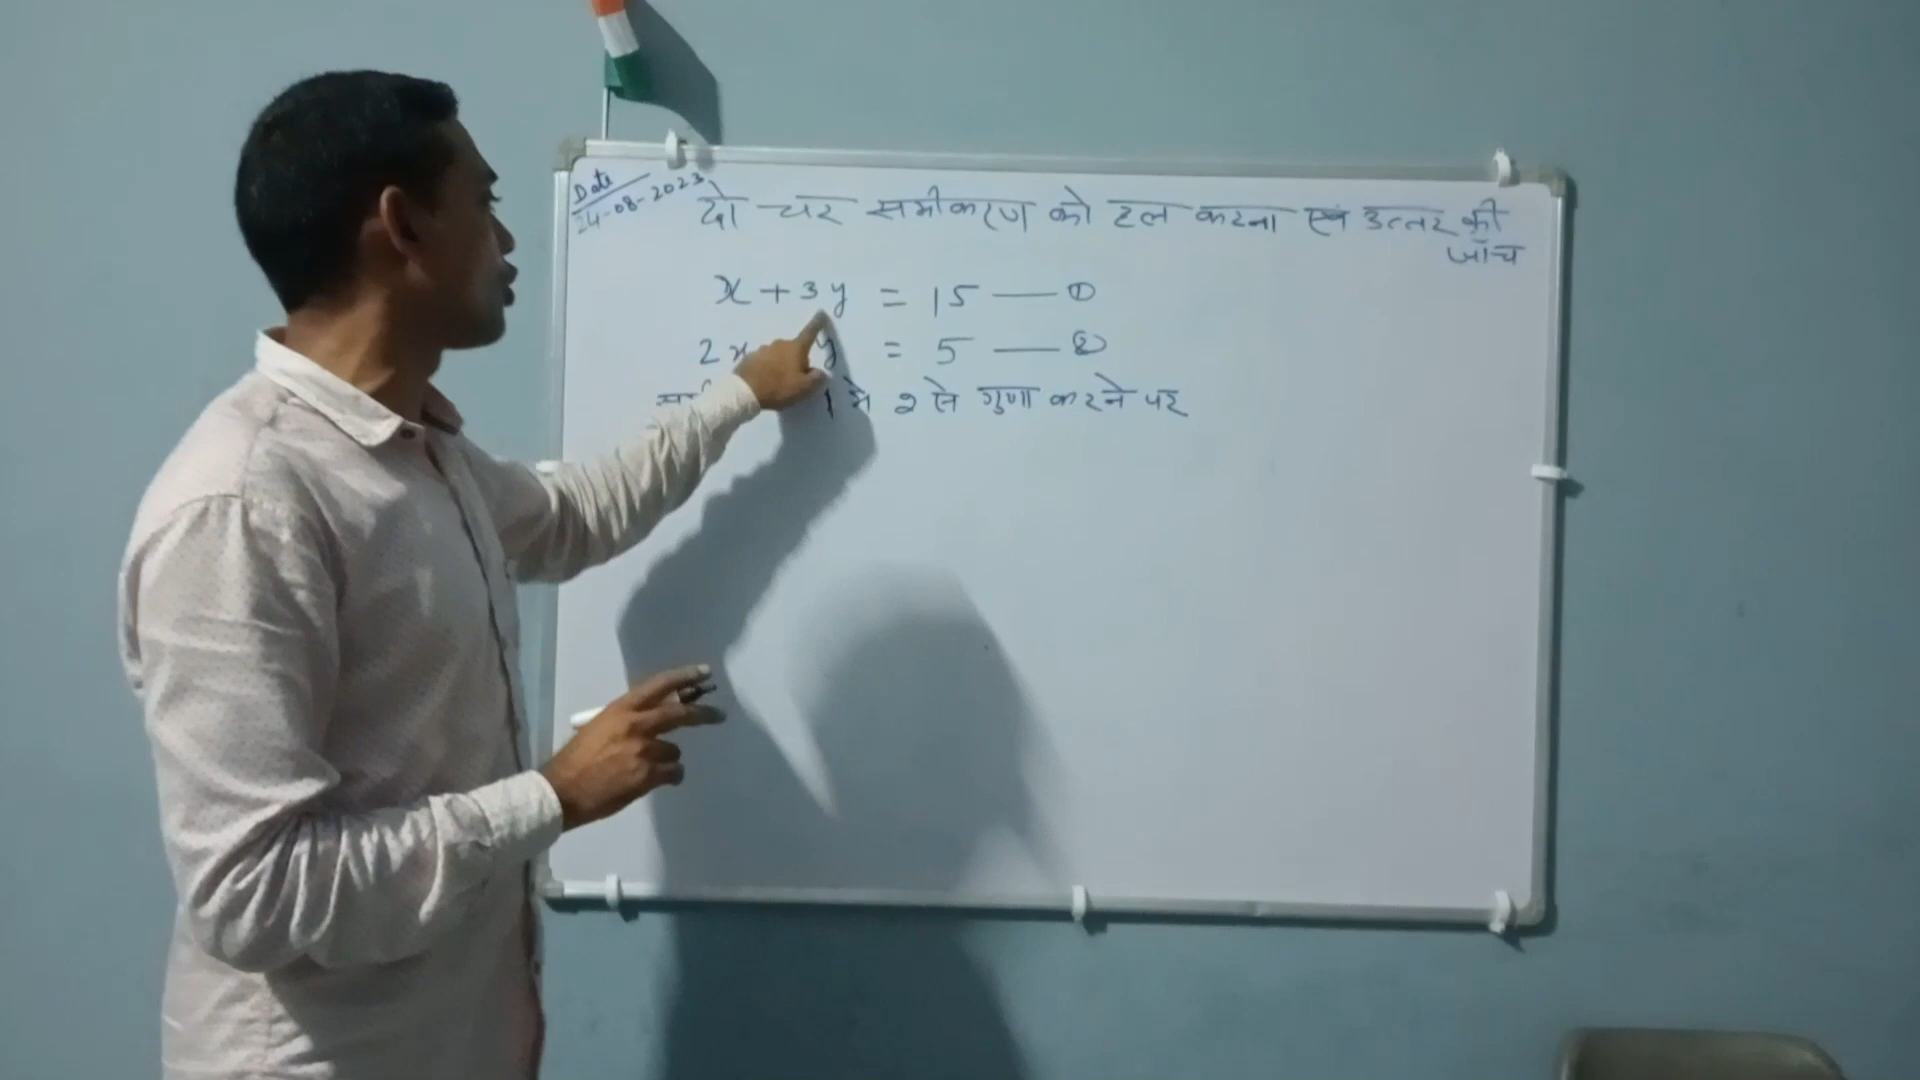 Date
24-08-2023
दो चर समीकरण को हल करना एवं उत्तर की
जाँच
x + 3y = 15 — ①
2x y = 5 — ②
1 मे 2 से गुणा करने पर